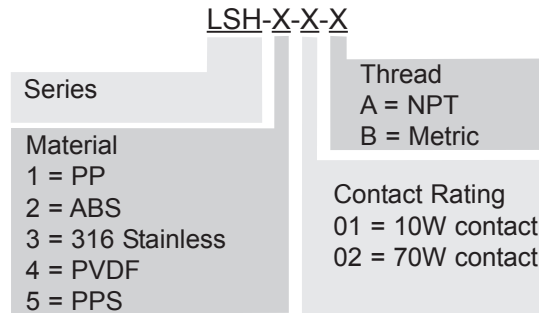 LSH-X-X-X
Series
Material
1 = PP
2 = ABS
3 = 316 Stainless
4 = PVDF
5 = PPS
Thread
A = NPT
B = Metric
Contact Rating
01 = 10W contact
02 = 70W contact